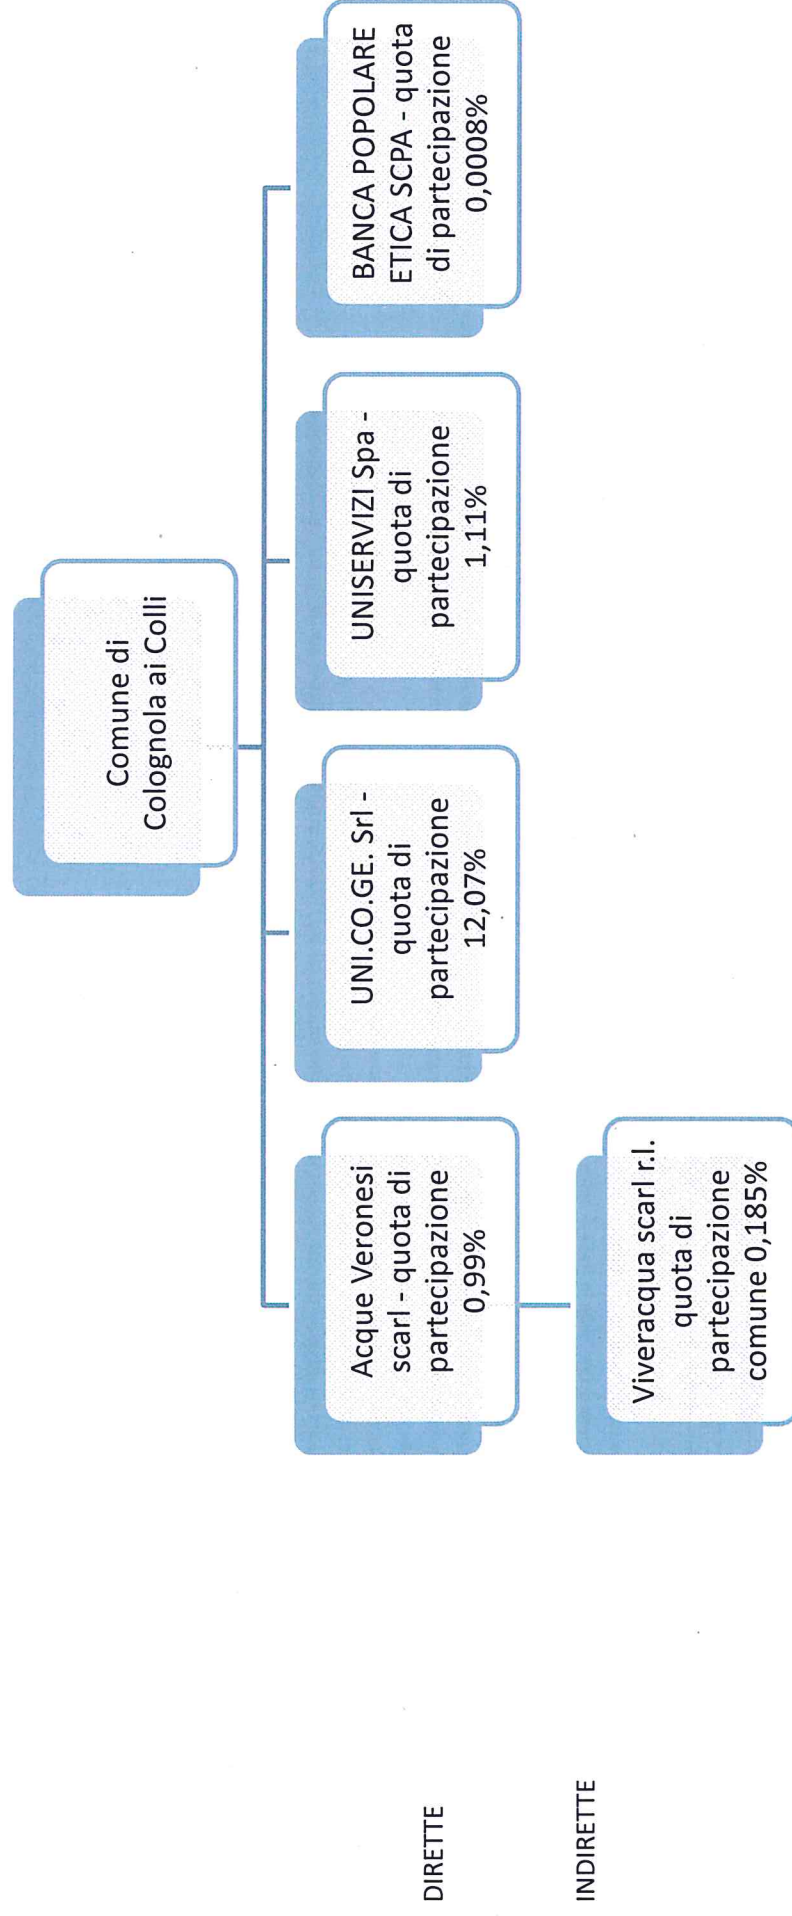 Comune di
Colognola ai Colli
DIRETTE
Acque Veronesi
scarl - quota di
partecipazione
0,99%
UNI.CO.GE. Srl -
quota di
partecipazione
12,07%
UNISERVIZI Spa -
quota di
partecipazione
1,11%
BANCA POPOLARE
ETICA SCPA - quota
di partecipazione
0,0008%
INDIRETTE
Viveracqua scarl r.l.
quota di
partecipazione
comune 0,185%